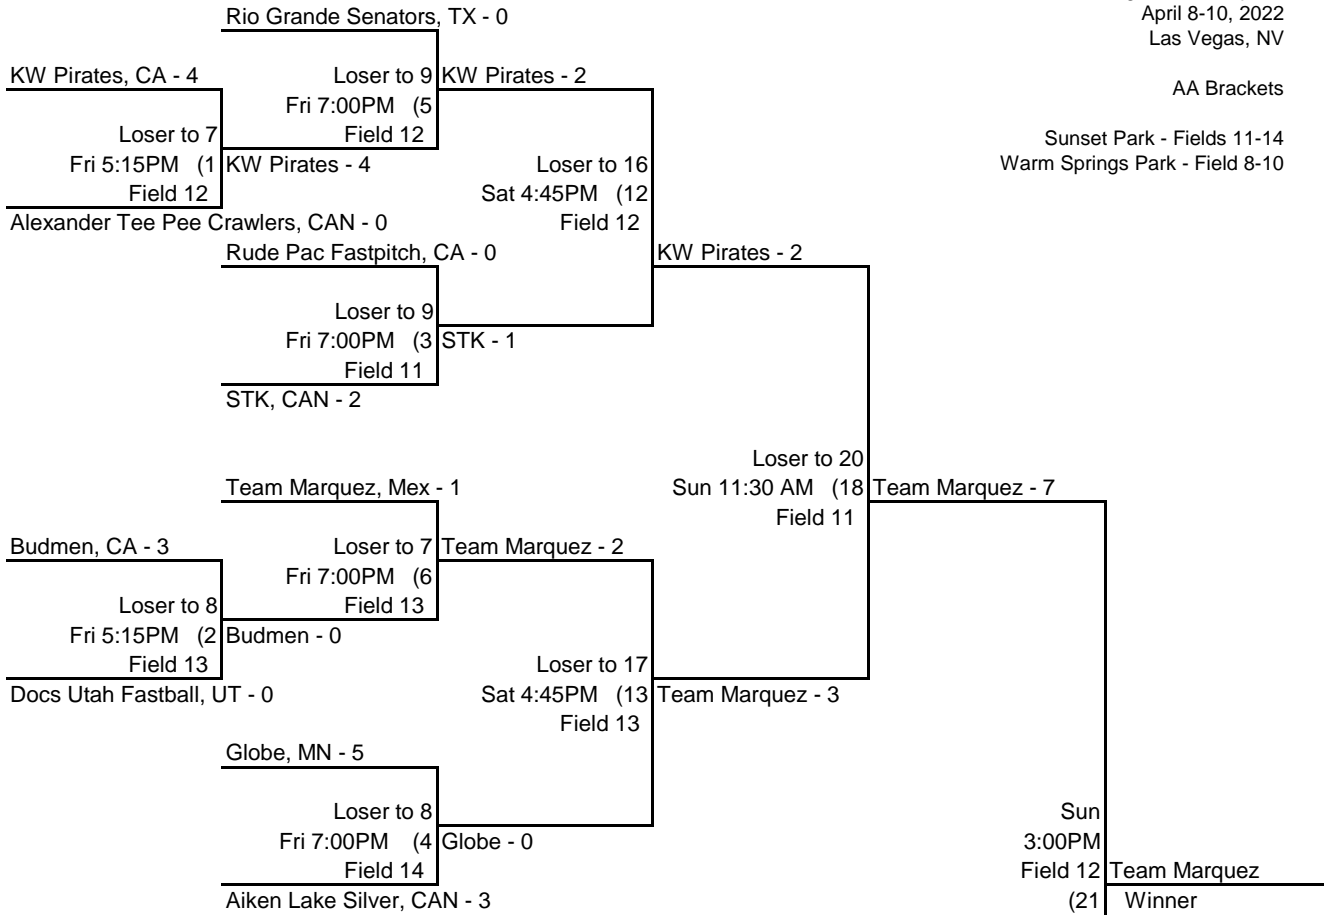 Rio Grande Senators, TX - 0
April 8-10, 2022
Las Vegas, NV
KW Pirates, CA - 4
Loser to 9
KW Pirates - 2
AA Brackets
Fri 7:00PM (5
Loser to 7
Field 12
Sunset Park - Fields 11-14
Fri 5:15PM (1
KW Pirates - 4
Loser to 16
Warm Springs Park - Field 8-10
Field 12
Sat 4:45PM (12
Alexander Tee Pee Crawlers, CAN - 0
Field 12
Rude Pac Fastpitch, CA - 0
KW Pirates - 2
Loser to 9
Fri 7:00PM (3
STK - 1
Field 11
STK, CAN - 2
Loser to 20
Team Marquez, Mex - 1
Sun 11:30 AM (18
Team Marquez - 7
Field 11
Budmen, CA - 3
Loser to 7
Team Marquez - 2
Fri 7:00PM (6
Loser to 8
Field 13
Fri 5:15PM (2
Budmen - 0
Field 13
Loser to 17
Docs Utah Fastball, UT - 0
Sat 4:45PM (13
Team Marquez - 3
Field 13
Globe, MN - 5
Loser to 8
Sun
Fri 7:00PM (4
Globe - 0
3:00PM
Field 14
Field 12
Team Marquez
Aiken Lake Silver, CAN - 3
(21
Winner